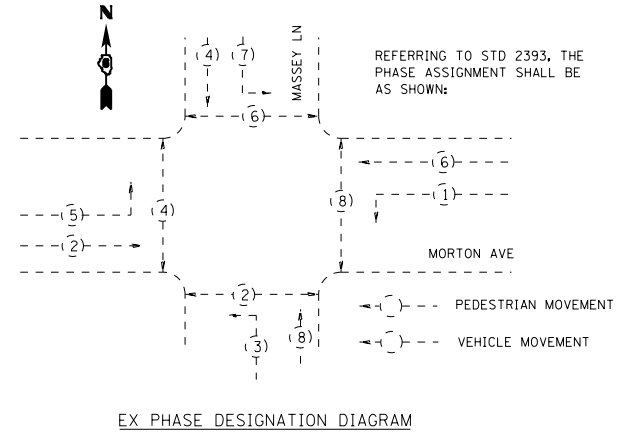 N
MASSEY LN
REFERRING TO STD 2393, THE
PHASE ASSIGNMENT SHALL BE
AS SHOWN:
4
7
6
6
1
4
8
5
2
MORTON AVE
2
3
8
PEDESTRIAN MOVEMENT
VEHICLE MOVEMENT
EX PHASE DESIGNATION DIAGRAM